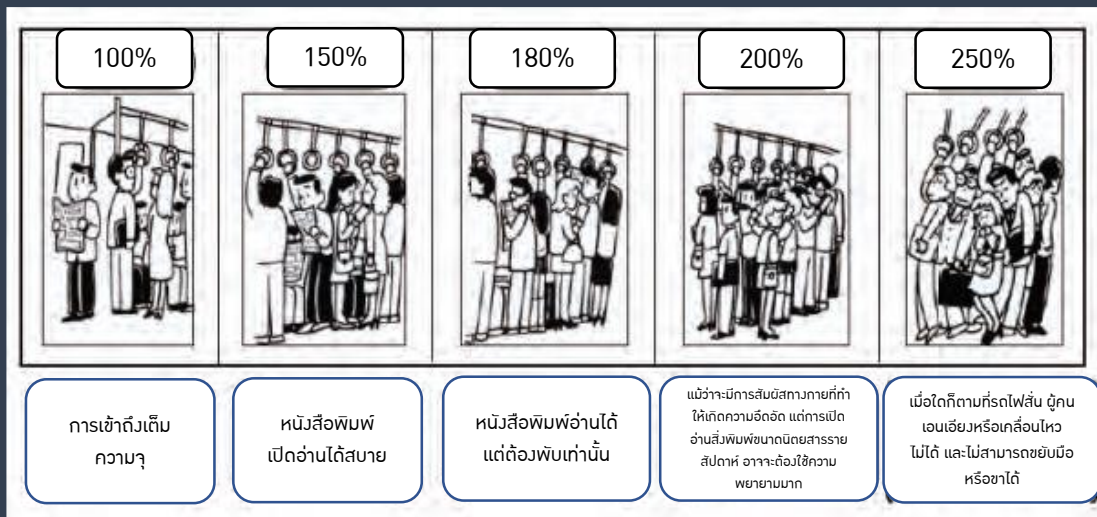 100%
150%
180%
200%
250%
การเข้าถึงเต็ม
ความจุ
หนังสือพิมพ์
เปิดอ่านได้สบาย
หนังสือพิมพ์อ่านได้
แต่ต้องพับเท่านั้น
แม้ว่าจะมีการสัมผัสทางกายที่ทำ
ให้เกิดความอึดอัด แต่การเปิด
อ่านสิ่งพิมพ์ขนาดนิตยสารราย
สัปดาห์ อาจจะต้องใช้ความ
พยายามมาก
เมื่อใดก็ตามที่รถไฟสั่น ผู้คน
เอนเอียงหรือเคลื่อนไหว
ไม่ได้ และไม่สามารถขยับมือ
หรือขาได้